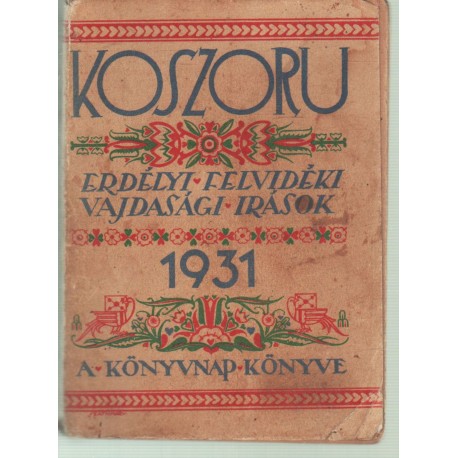 KOSZORU
ERDÉLYI FELVIDÉKI
VAJDASÁGI IRÁSOK
1931
A KÖNYVNAP KÖNYVE